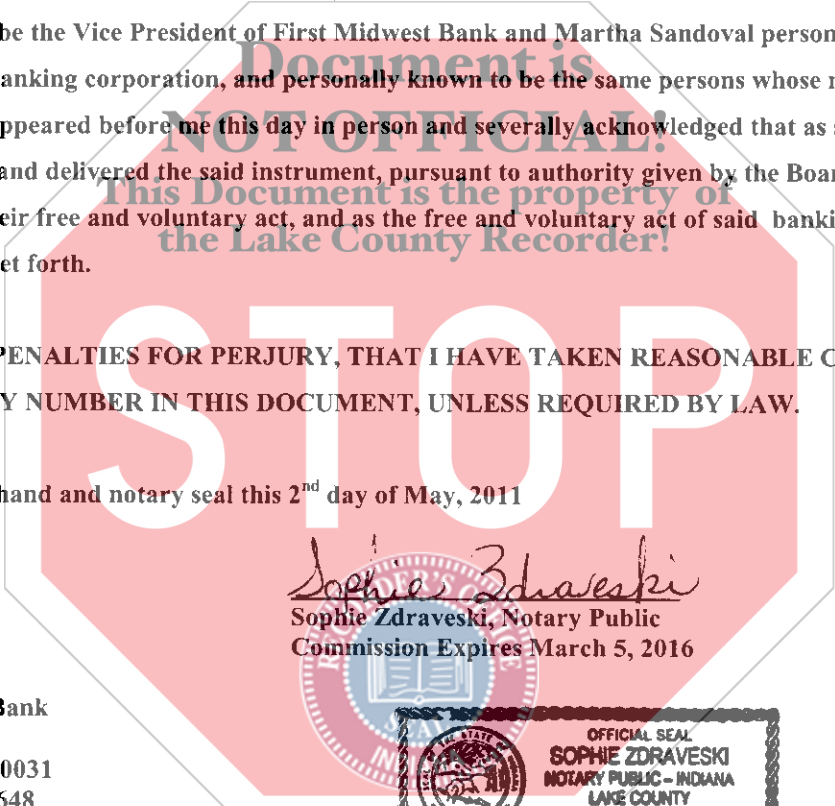 be the Vice President of First Midwest Bank and Martha Sandoval person
anking corporation, and personally known to be the same persons whose
Document is
ppeared before me this day in person and severally acknowledged that as
NOT OFFICIAL!
and delivered the said instrument, pursuant to authority given by the Boar
This Document is the property of
eir free and voluntary act, and as the free and voluntary act of said banki
the Lake County Recorder!
et forth.
PENALTIES FOR PERJURY, THAT I HAVE TAKEN REASONABLE C
Y NUMBER IN THIS DOCUMENT, UNLESS REQUIRED BY LAW.
STOP
hand and notary seal this 2nd day of May, 2011
Sophie Zdraveski
Sophie Zdraveski, Notary Public
Commission Expires March 5, 2016
RECORDER'S OFFICE
SEAL
Bank
0031
648
OFFICIAL SEAL
SOPHIE ZDRAVESKI
NOTARY PUBLIC - INDIANA
LAKE COUNTY